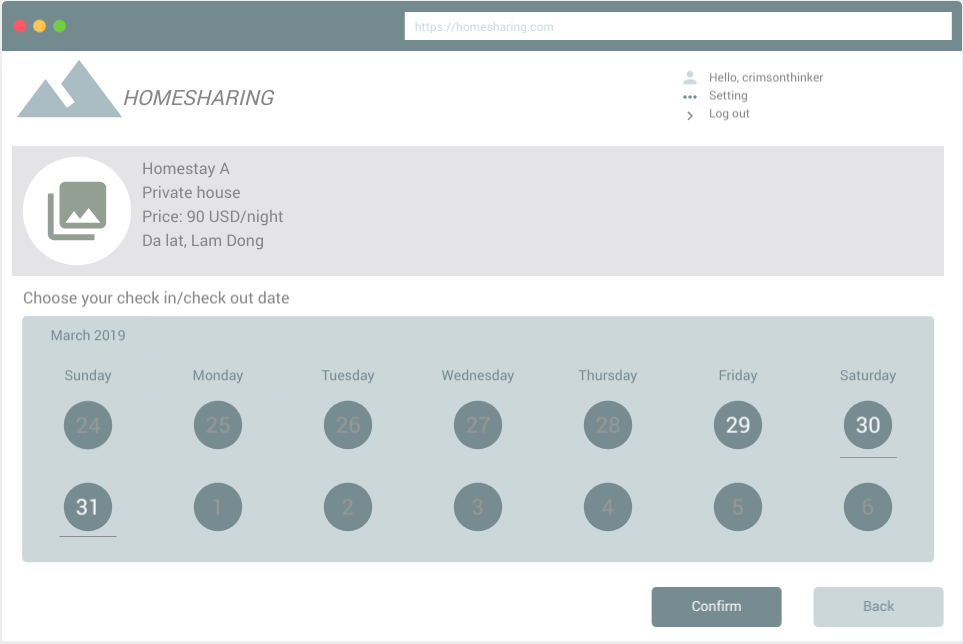 https://homesharing.com
HOMESHARING
Hello, crimsonthinker
Setting
Log out
Homestay A
Private house
Price: 90 USD/night
Da lat, Lam Dong
Choose your check in/check out date
March 2019
Sunday Monday Tuesday Wednesday Thursday Friday Saturday
24 25 26 27 28 29 30
31 1 2 3 4 5 6
Confirm Back